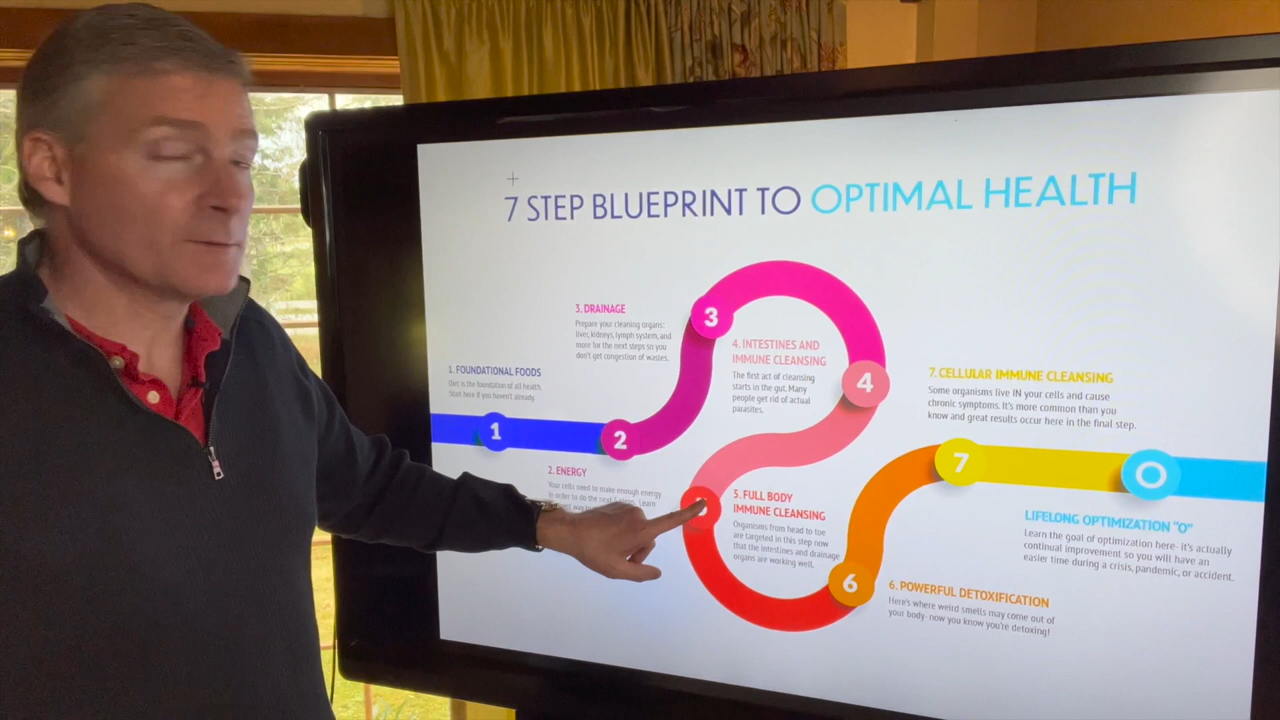 7 STEP BLUEPRINT TO OPTIMAL HEALTH
1. FOUNDATIONAL FOODS
Diet is the foundation of all health.
Start here if you haven't already.
1
2. ENERGY
Your cells need to make enough energy
in order to do the next 5 steps. Learn
2
3. DRAINAGE
Prepare your cleaning organs:
liver, kidneys, lymph system, and
more for the next steps so you
don't get congestion of wastes.
3
4. INTESTINES AND
IMMUNE CLEANSING
The first act of cleansing
starts in the gut. Many
people get rid of actual
parasites.
4
5. FULL BODY
IMMUNE CLEANSING
Organisms from head to toe
are targeted in this step now
that the intestines and drainage
organs are working well.
6
6. POWERFUL DETOXIFICATION
Here's where weird smells may come out of
your body- now you know you're detoxing!
7. CELLULAR IMMUNE CLEANSING
Some organisms live IN your cells and cause
chronic symptoms. It's more common than you
know and great results occur here in the final step.
7
O
LIFELONG OPTIMIZATION "O"
Learn the goal of optimization here- it's actually
continual improvement so you will have an
easier time during a crisis, pandemic, or accident.